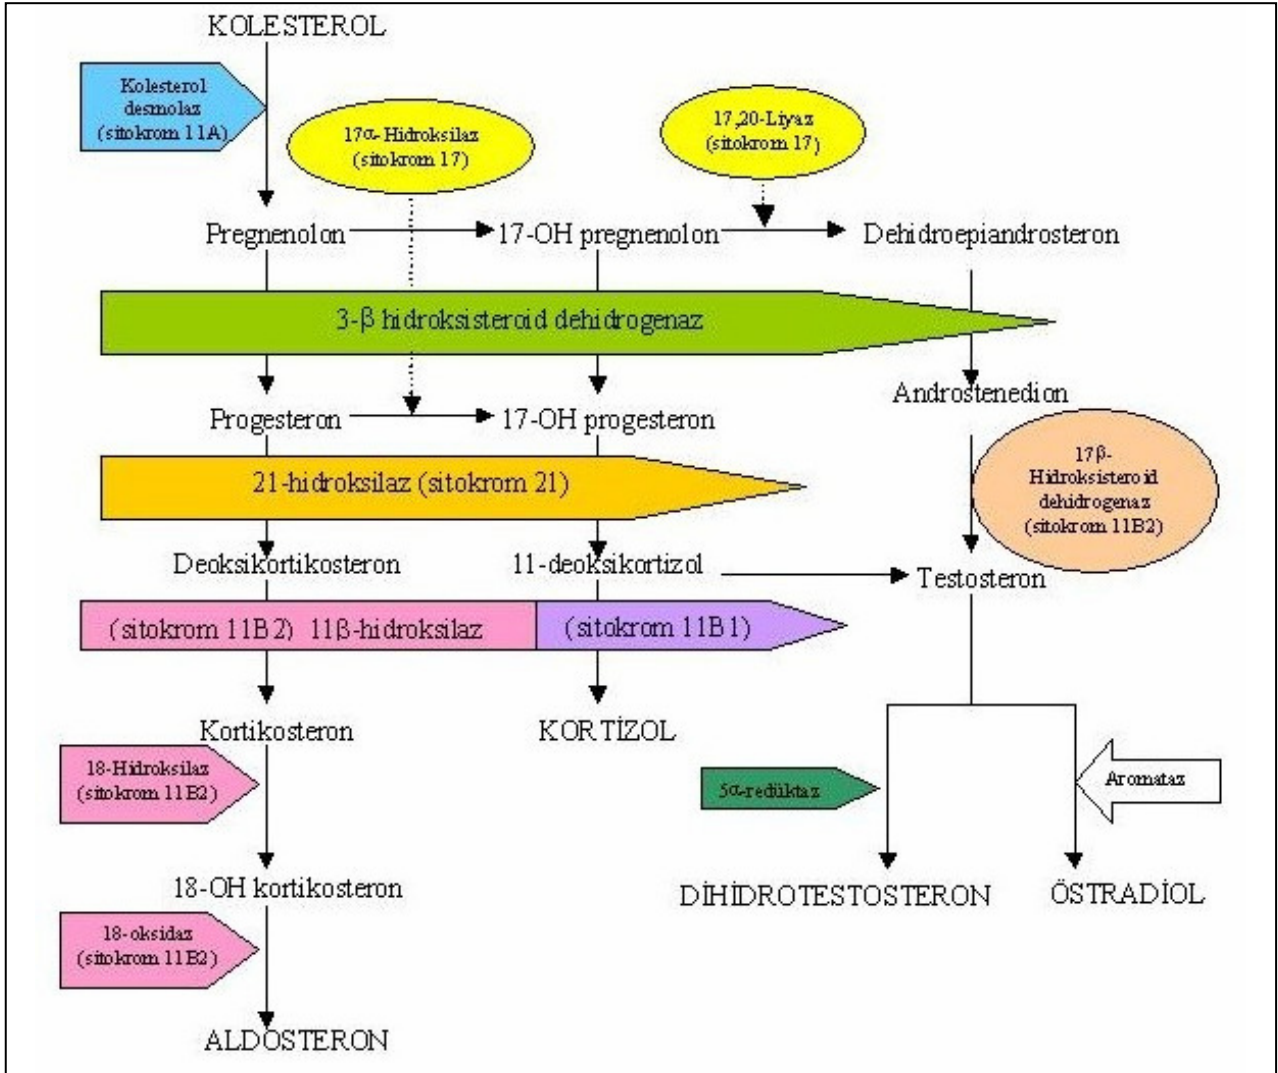 KOLESTEROL
Kolesterol
desmolaz
(sitokrom 11A)
17α- Hidroksilaz
(sitokrom 17)
17,20-Liyaz
(sitokrom 17)
Pregnenolon
17-OH pregnenolon
Dehidroepiandrosteron
3-β hidroksisteroid dehidrogenaz
Androstenedion
Progesteron
17-OH progesteron
21-hidroksilaz (sitokrom 21)
17β-
Hidroksisteroid
dehidrogenaz
(sitokrom 11B2)
Deoksikortikosteron
11-deoksikortizol
Testosteron
(sitokrom 11B2) 11β-hidroksilaz
(sitokrom 11B1)
Kortikosteron
KORTİZOL
18-Hidroksilaz
(sitokrom 11B2)
5α-redüktaz
Aromataz
18-OH kortikosteron
DİHİDROTESTOSTERON
ÖSTRADİOL
18-oksidaz
(sitokrom 11B2)
ALDOSTERON